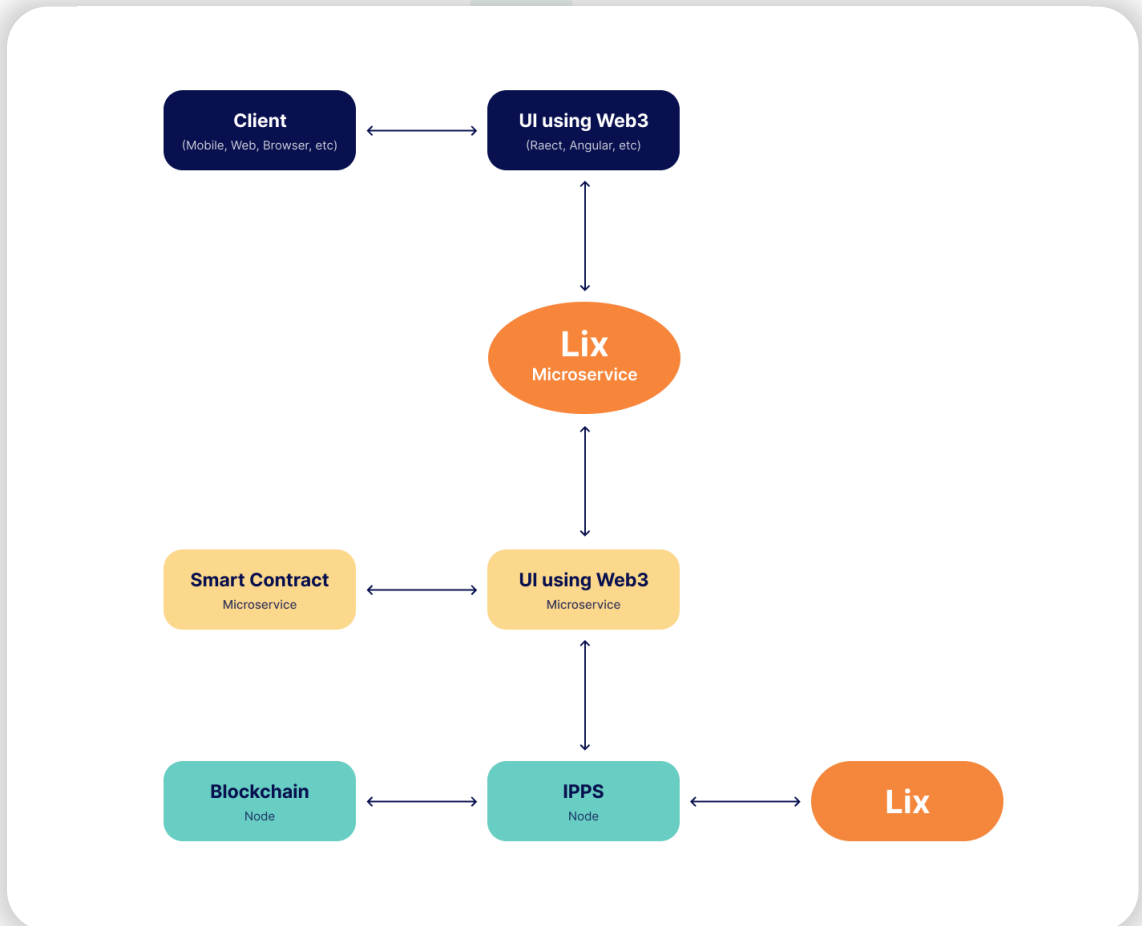 Client
(Mobile, Web, Browser, etc)
UI using Web3
(Raect, Angular, etc)
Lix
Microservice
Smart Contract
Microservice
UI using Web3
Microservice
Blockchain
Node
IPPS
Node
Lix